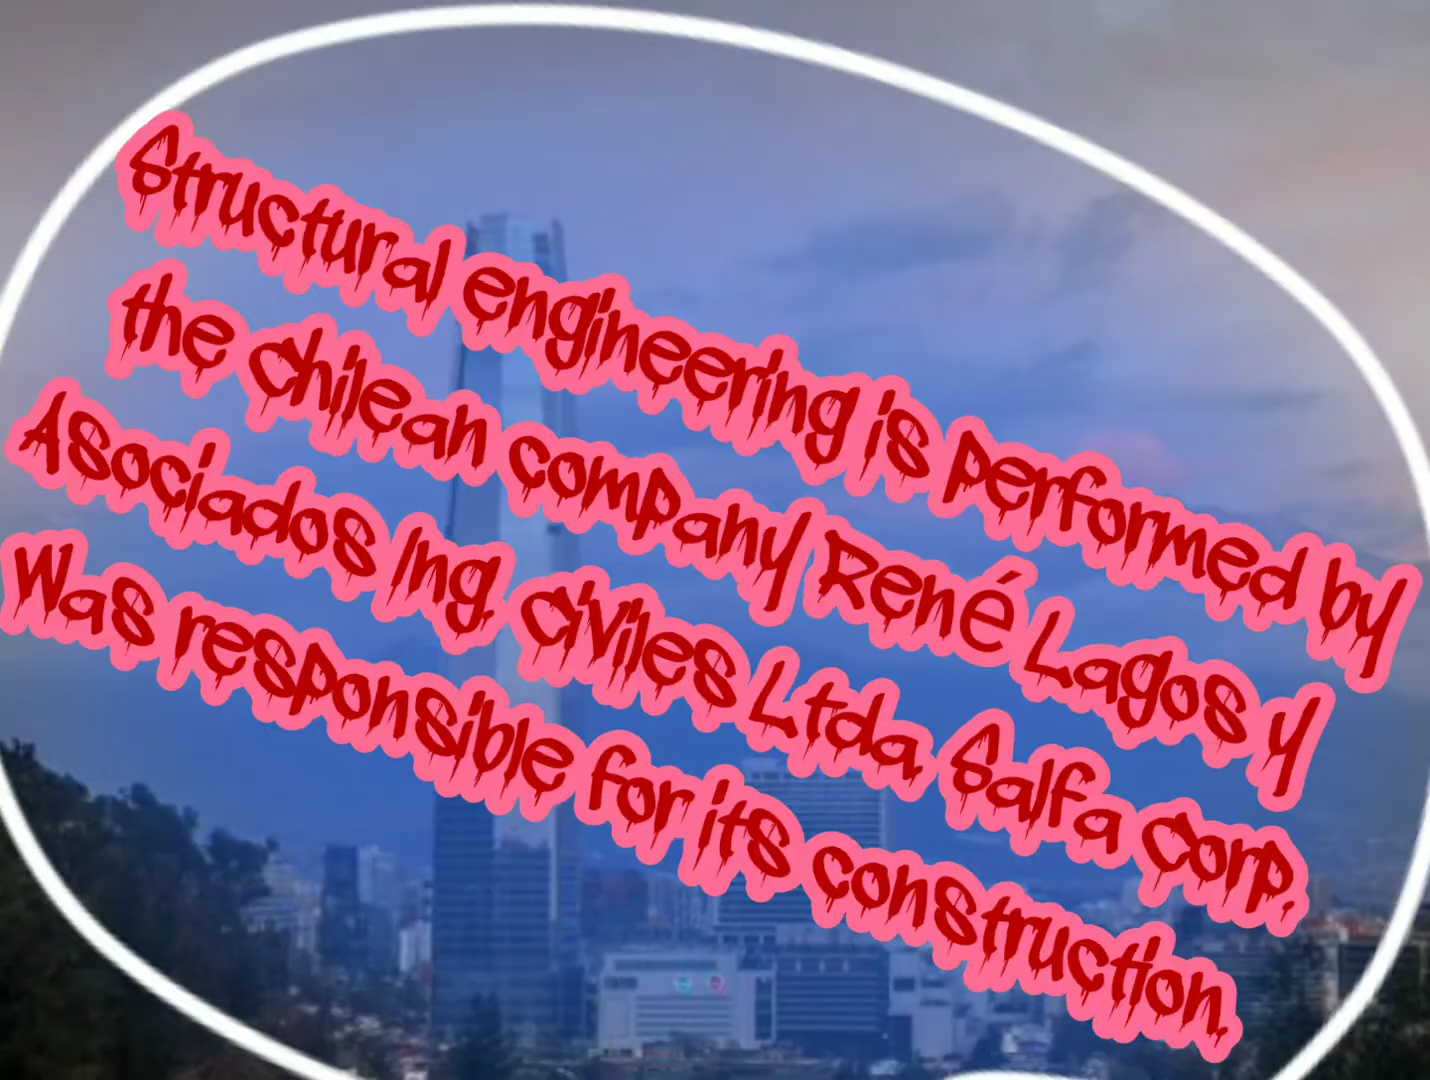 Structural engineering is performed by
the Chilean company René Lagos y
Asociados Ing. Civiles Ltda. Salfa Corp.
Was responsible for its construction.